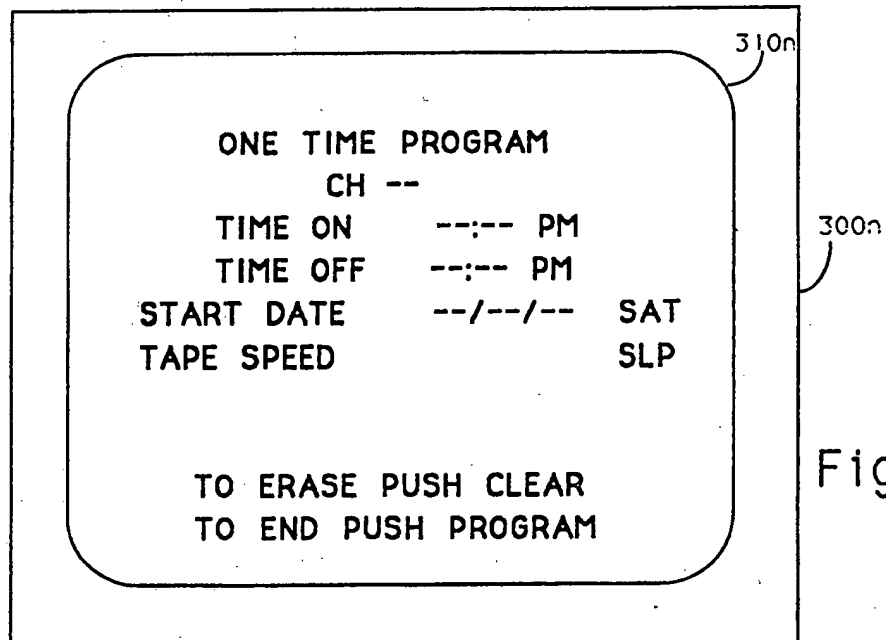 310n
ONE TIME PROGRAM
CH --
TIME ON --:-- PM
300n
TIME OFF --:-- PM
START DATE --/--/-- SAT
TAPE SPEED SLP
TO ERASE PUSH CLEAR
Fig
TO END PUSH PROGRAM